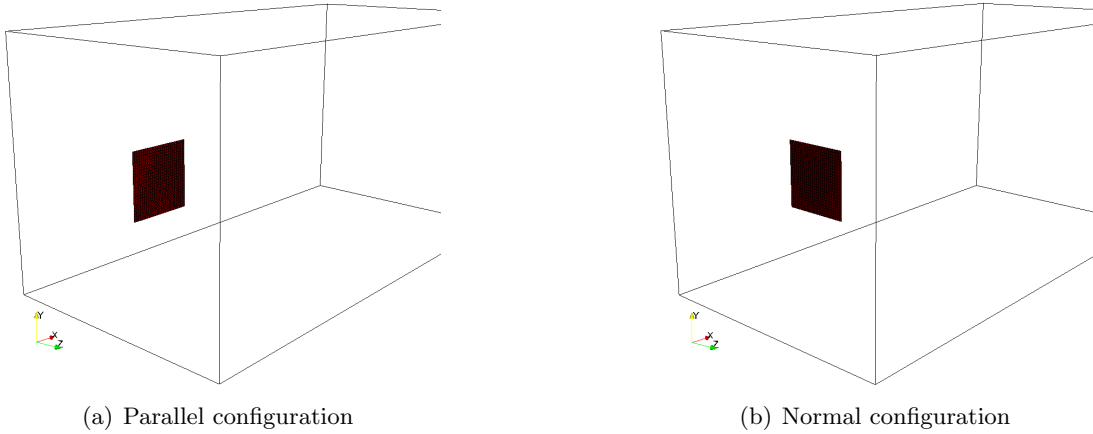 Y
X
Z
Y
X
Z
(a) Parallel configuration
(b) Normal configuration